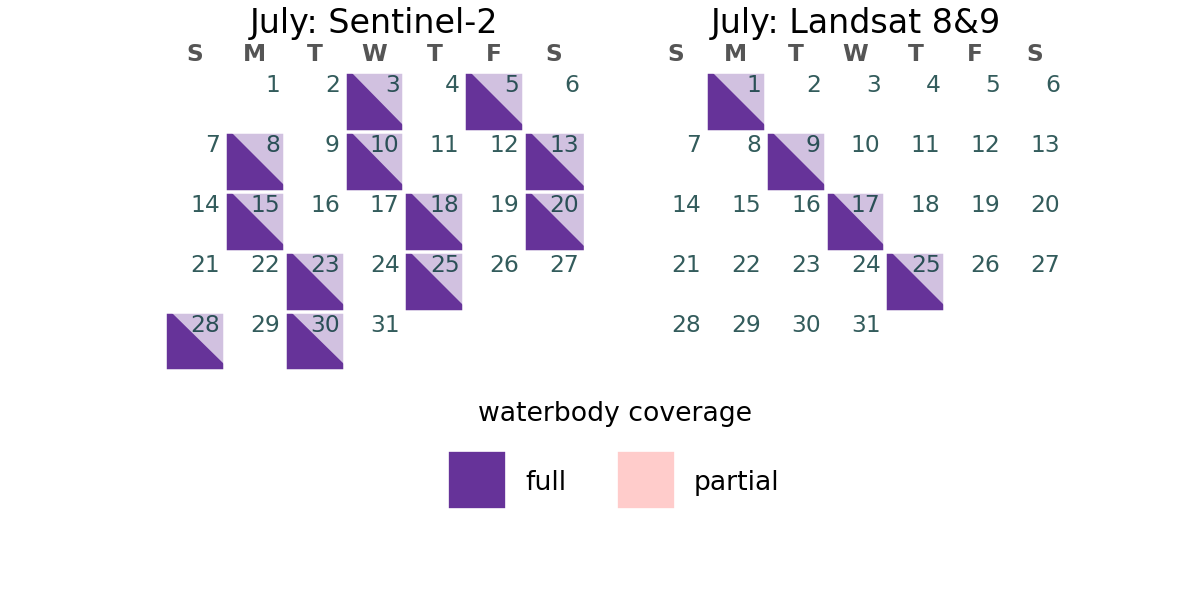 July: Sentinel-2
S M T W T F S
1 2 3 4 5 6
7 8 9 10 11 12 13
14 15 16 17 18 19 20
21 22 23 24 25 26 27
28 29 30 31
July: Landsat 8&9
S M T W T F S
1 2 3 4 5 6
7 8 9 10 11 12 13
14 15 16 17 18 19 20
21 22 23 24 25 26 27
28 29 30 31
waterbody coverage
full partial